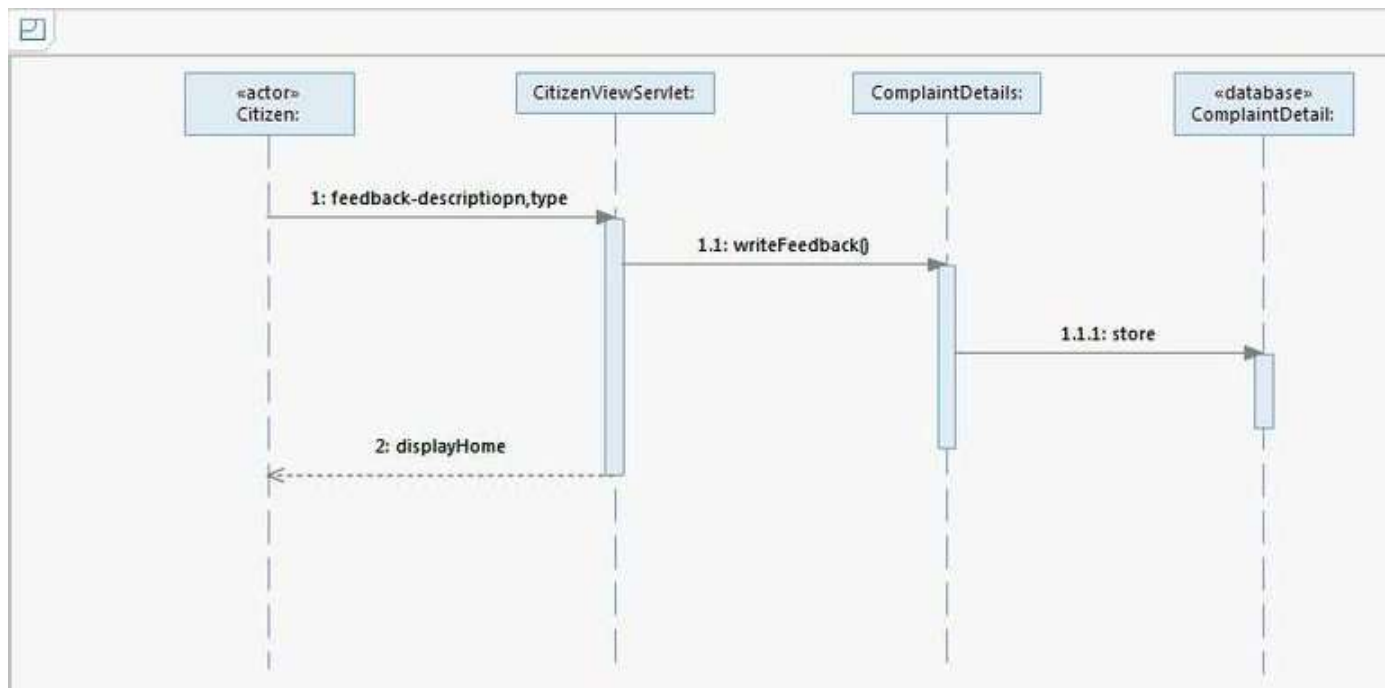 «actor»
Citizen:
CitizenViewServlet:
ComplaintDetails:
«database»
ComplaintDetail:
1: feedback-descriptiopn,type
1.1: writeFeedback()
1.1.1: store
2: displayHome